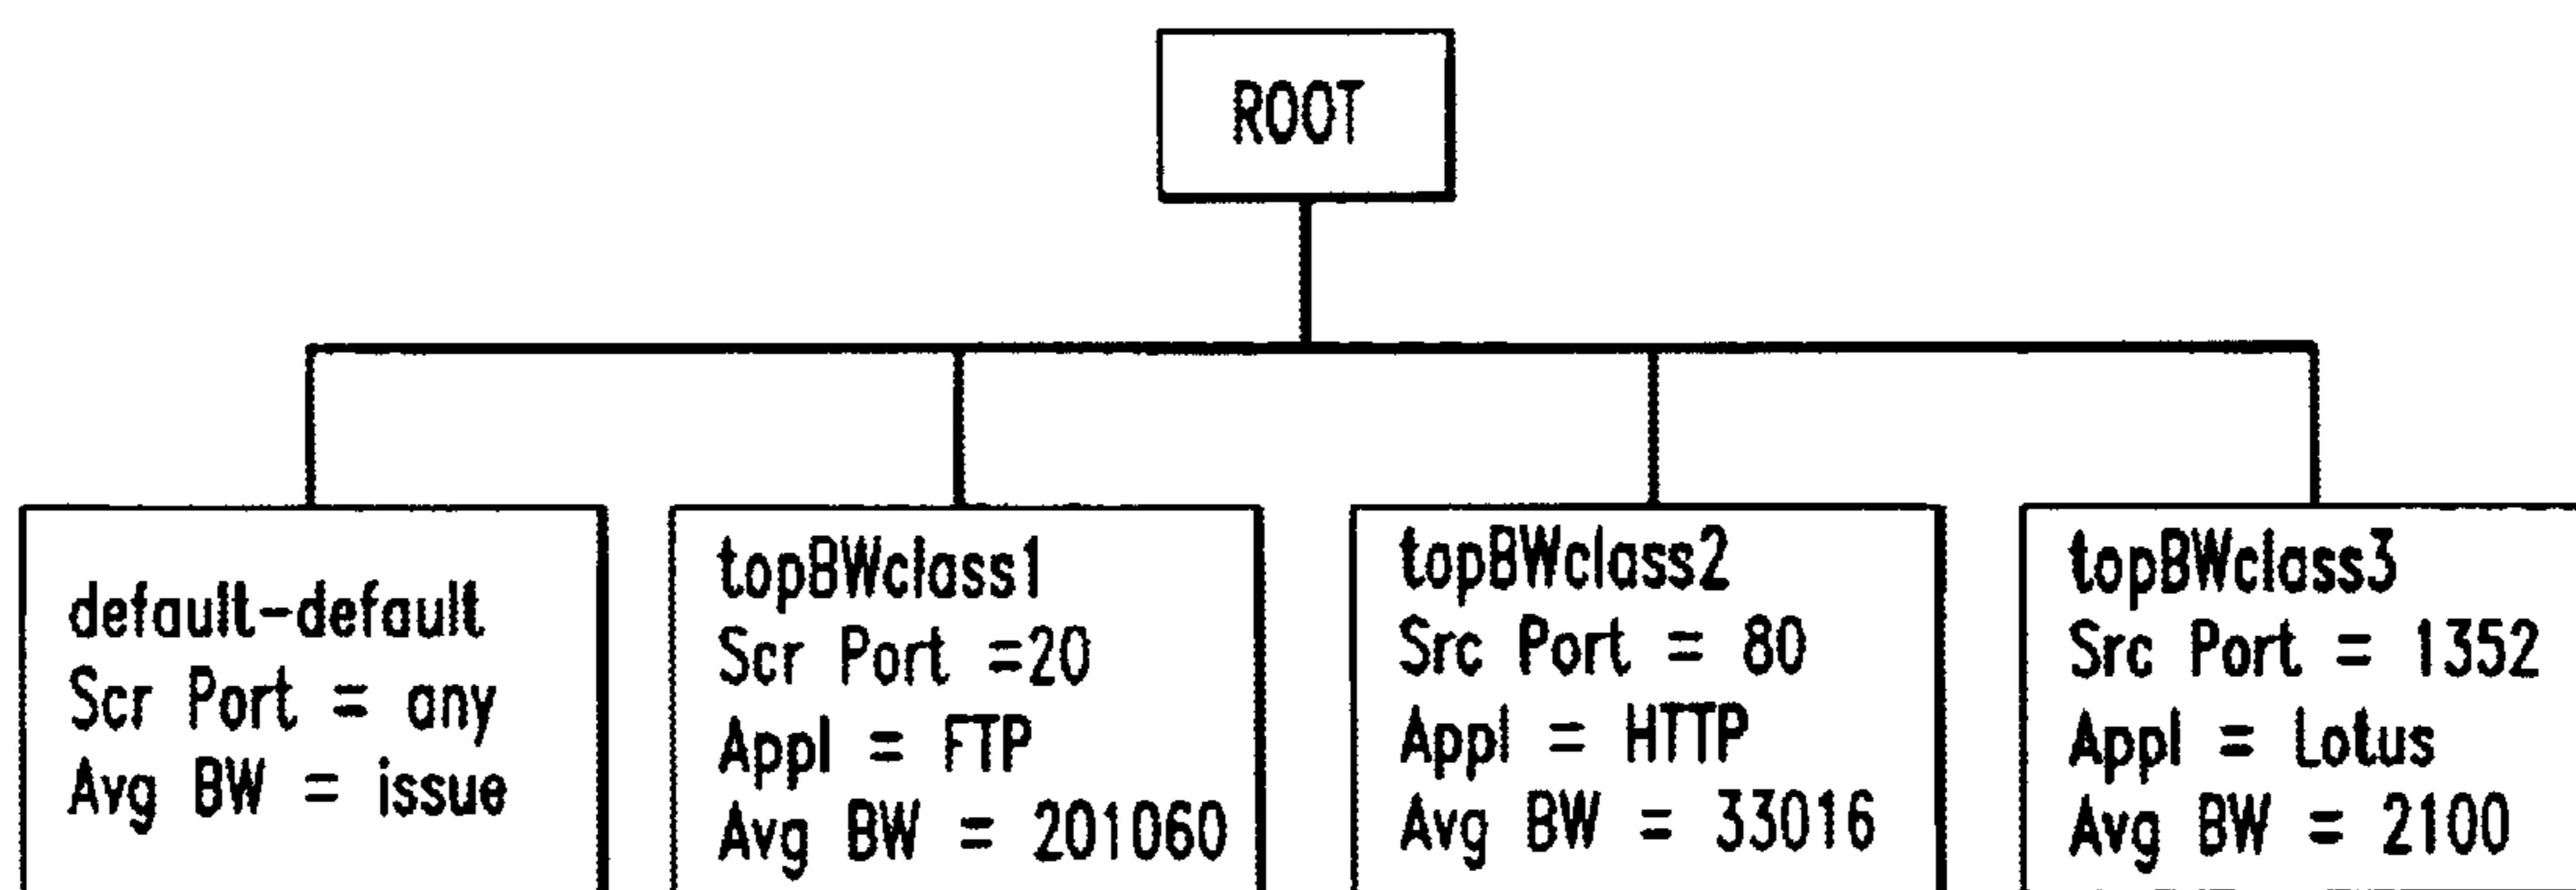 ROOT
default-default
Scr Port = any
Avg BW = issue
topBWclass1
Scr Port =20
Appl = FTP
Avg BW = 201060
topBWclass2
Src Port = 80
Appl = HTTP
Avg BW = 33016
topBWclass3
Src Port = 1352
Appl = Lotus
Avg BW = 2100